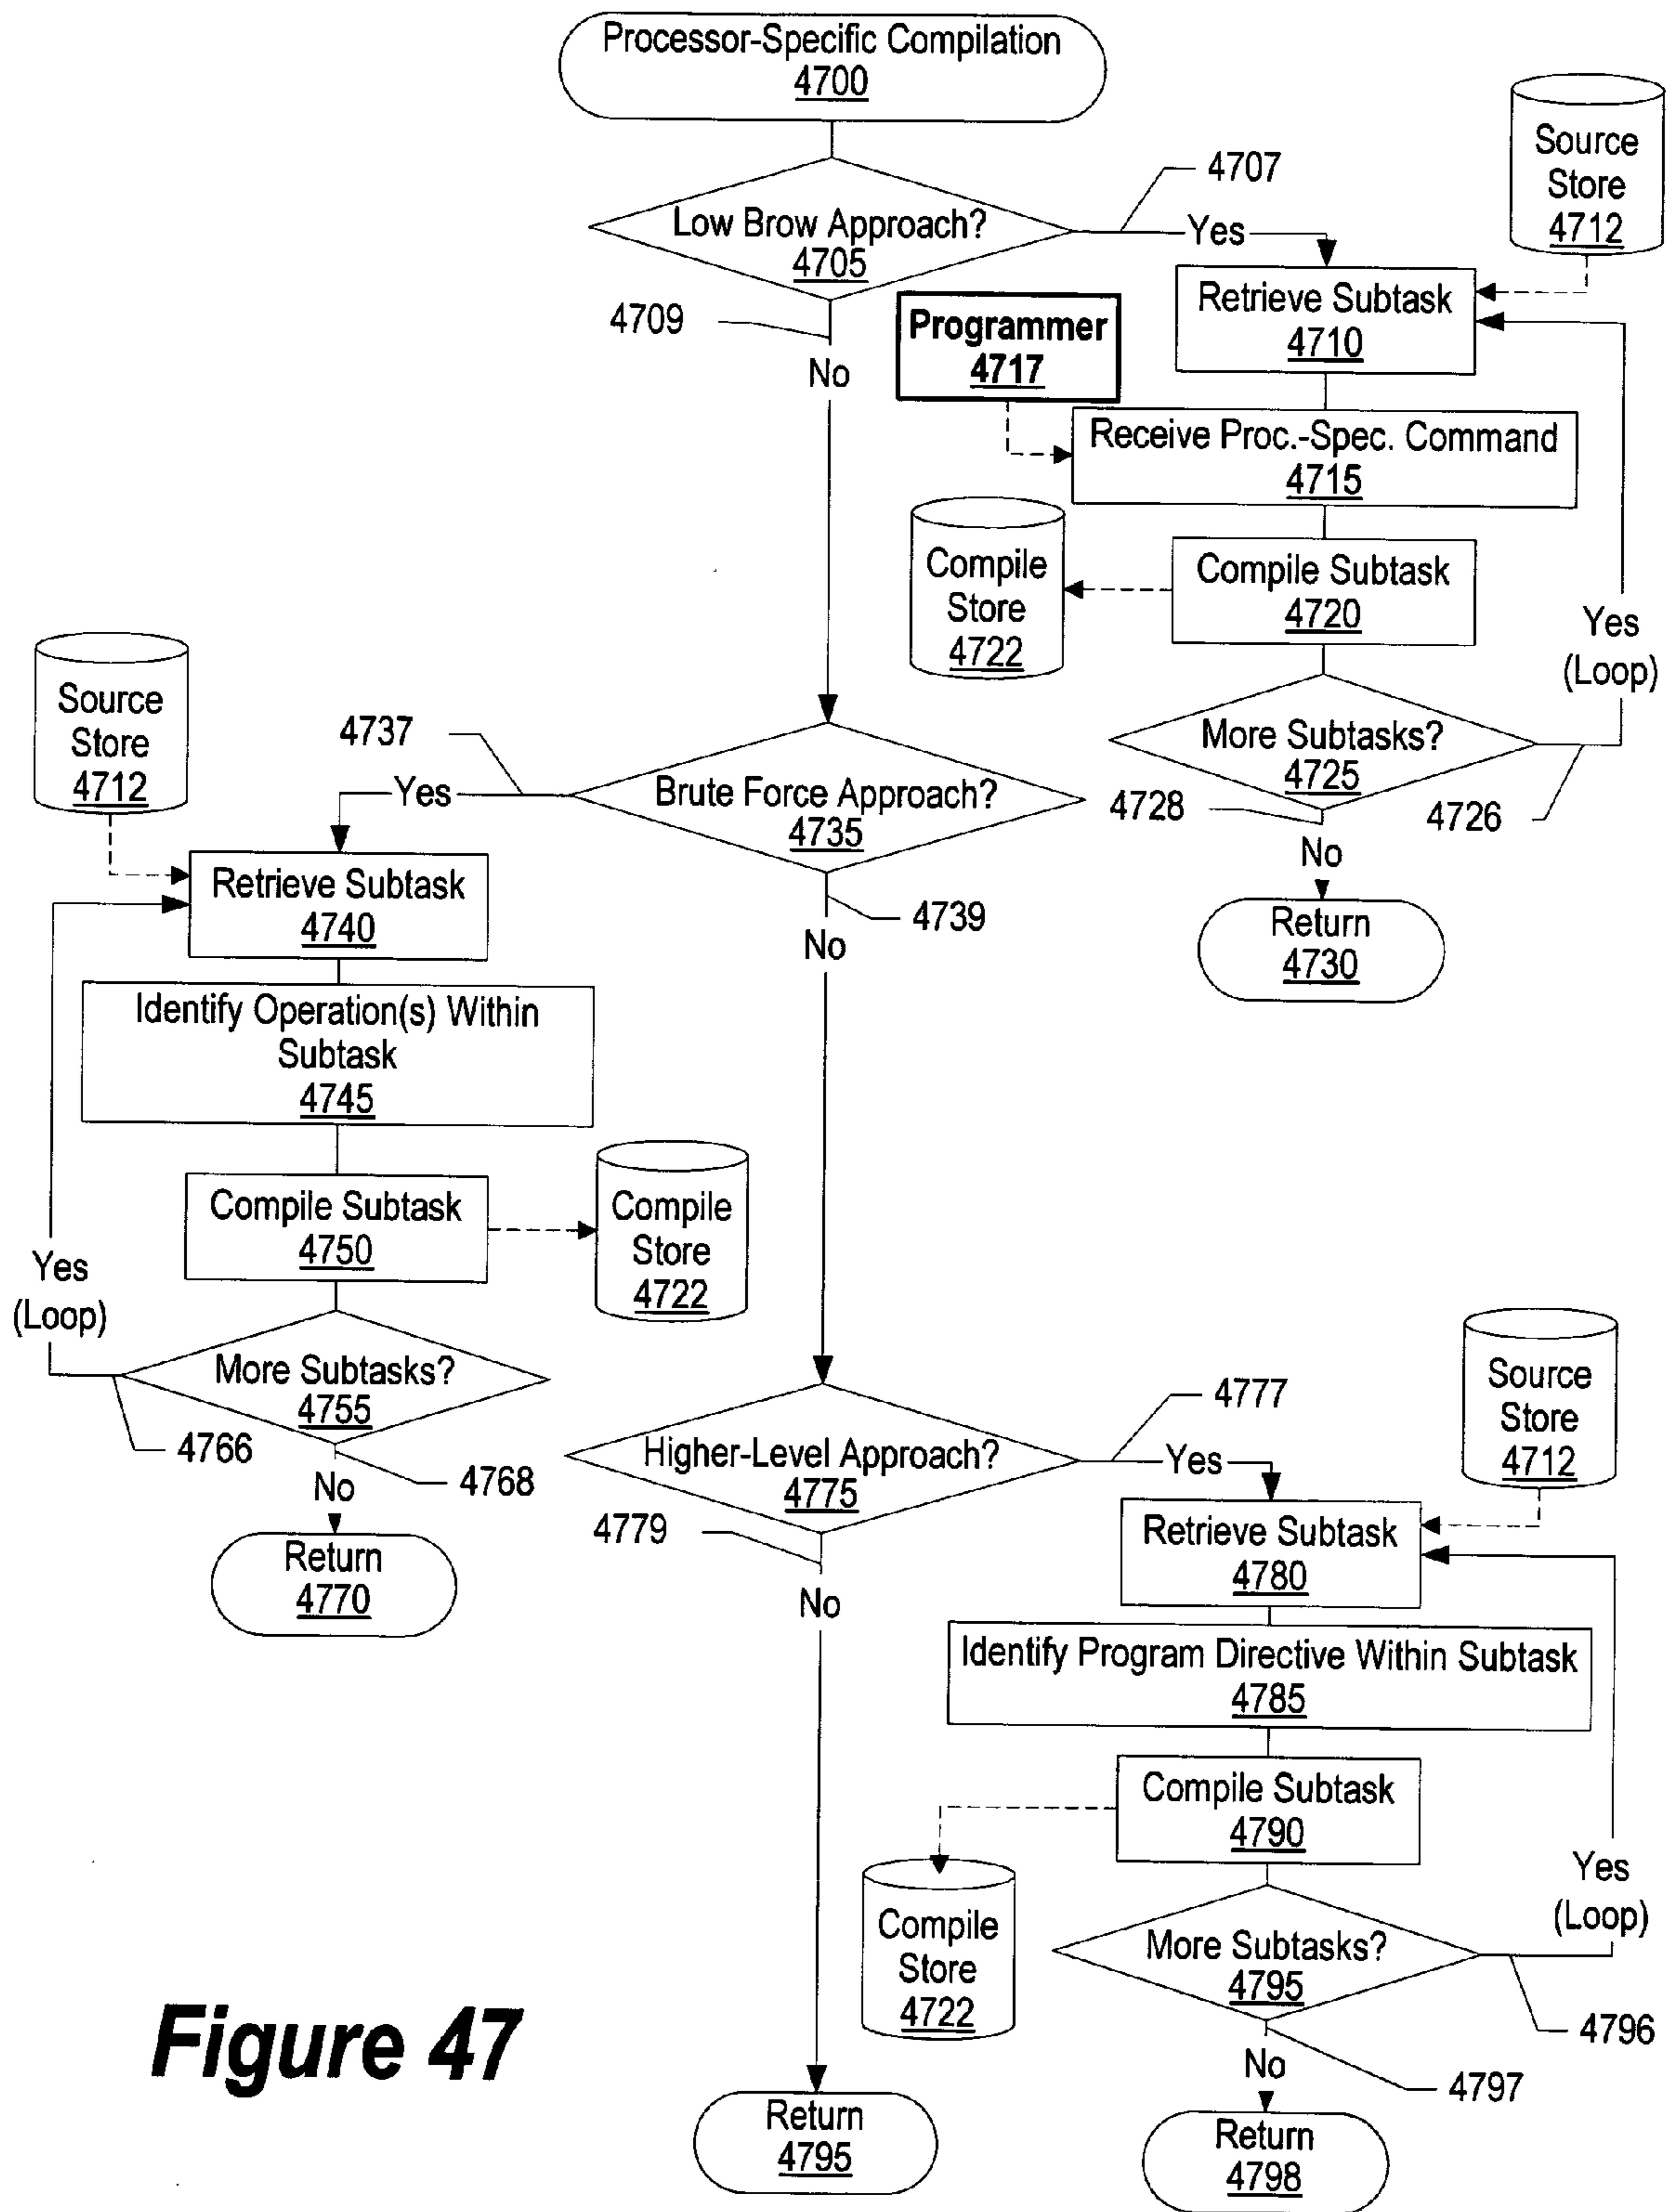 Processor-Specific Compilation
4700
Source
Store
4712
4707
Low Brow Approach?
4705
Yes
4709
No
Retrieve Subtask
4710
Programmer
4717
Receive Proc.-Spec. Command
4715
Compile
Store
4722
Compile Subtask
4720
Yes
(Loop)
More Subtasks?
4725
4728
4726
No
Return
4730
Source
Store
4712
4737
Yes
Brute Force Approach?
4735
4739
No
Retrieve Subtask
4740
Identify Operation(s) Within
Subtask
4745
Compile Subtask
4750
Compile
Store
4722
Yes
(Loop)
More Subtasks?
4755
4766
4768
No
Return
4770
Source
Store
4712
4777
Higher-Level Approach?
4775
Yes
4779
No
Retrieve Subtask
4780
Identify Program Directive Within Subtask
4785
Compile Subtask
4790
Compile
Store
4722
Yes
(Loop)
More Subtasks?
4795
4796
4797
No
Return
4795
Return
4798
Figure 47